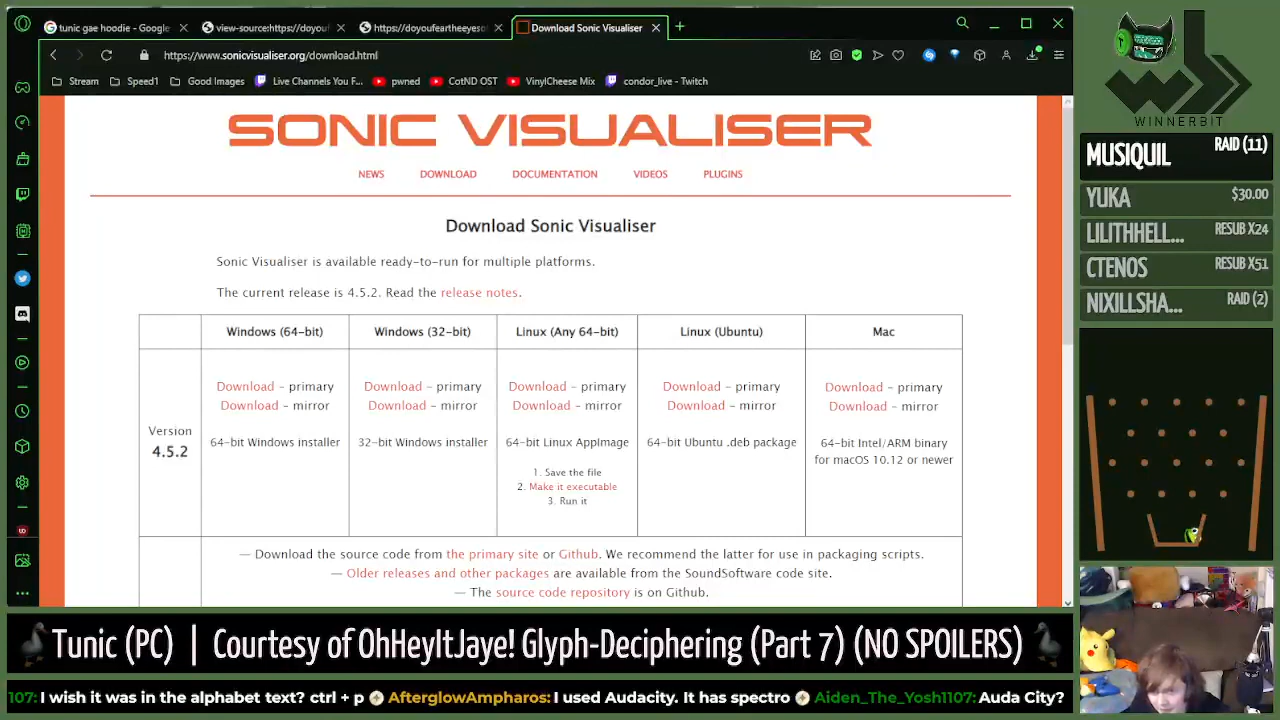 tunic gae hoodie - Google
view-source:https://doyouf
https://doyoufeartheeyesof
Download Sonic Visualiser
https://www.sonicvisualiser.org/download.html
Stream
Speed1
Good Images
Live Channels You F...
pwned
CotND OST
VinylCheese Mix
condor_live - Twitch
SONIC VISUALISER
NEWS DOWNLOAD DOCUMENTATION VIDEOS PLUGINS
Download Sonic Visualiser
Sonic Visualiser is available ready-to-run for multiple platforms.
The current release is 4.5.2. Read the release notes.
Windows (64-bit) Windows (32-bit) Linux (Any 64-bit) Linux (Ubuntu) Mac
Version
4.5.2
Download – primary
Download – mirror
64-bit Windows installer
Download – primary
Download – mirror
32-bit Windows installer
Download – primary
Download – mirror
64-bit Linux AppImage
1. Save the file
2. Make it executable
3. Run it
Download – primary
Download – mirror
64-bit Ubuntu .deb package
Download – primary
Download – mirror
64-bit Intel/ARM binary
for macOS 10.12 or newer
— Download the source code from the primary site or Github. We recommend the latter for use in packaging scripts.
— Older releases and other packages are available from the SoundSoftware code site.
— The source code repository is on Github.
WINNERBIT
MUSIQUIL RAID (11)
YUKA $30.00
LILITHHELL... RESUB X24
CTENOS RESUB X51
NIXILLSHA... RAID (2)
Tunic (PC) | Courtesy of OhHeyItJaye! Glyph-Deciphering (Part 7) (NO SPOILERS)
107: I wish it was in the alphabet text? ctrl + p AfterglowAmpharos: I used Audacity. It has spectro Aiden_The_Yosh1107: Auda City?